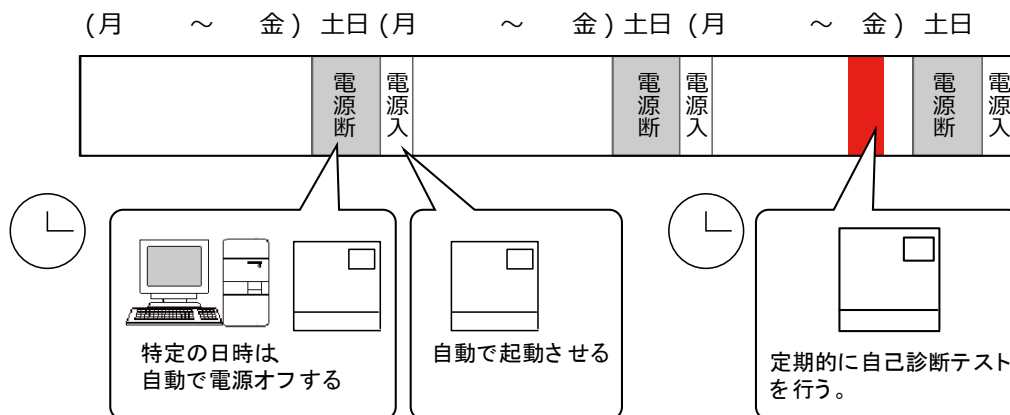 (月 ～ 金) 土日 (月 ～ 金) 土日 (月 ～ 金) 土日
電源断
電源入
電源断
電源入
電源断
電源入
特定の日時は、
自動で電源オフする
自動で起動させる
定期的に自己診断テスト
を行う。